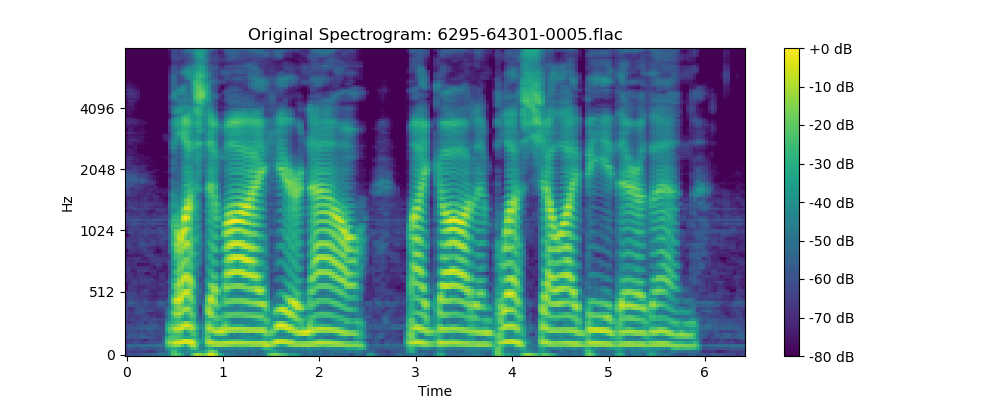 Original Spectrogram: 6295-64301-0005.flac
Hz
4096
2048
1024
512
0
0 1 2 3 4 5 6
Time
+0 dB
-10 dB
-20 dB
-30 dB
-40 dB
-50 dB
-60 dB
-70 dB
-80 dB